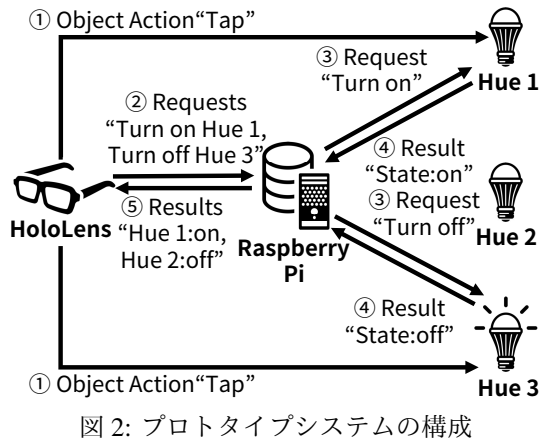 ① Object Action“Tap”
③ Request
“Turn on”
Hue 1
② Requests
“Turn on Hue 1,
Turn off Hue 3”
④ Result
“State:on”
③ Request
“Turn off”
Hue 2
HoloLens
⑤ Results
“Hue 1:on,
Hue 2:off”
Raspberry
Pi
④ Result
“State:off”
① Object Action“Tap”
Hue 3
図 2: プロトタイプシステムの構成